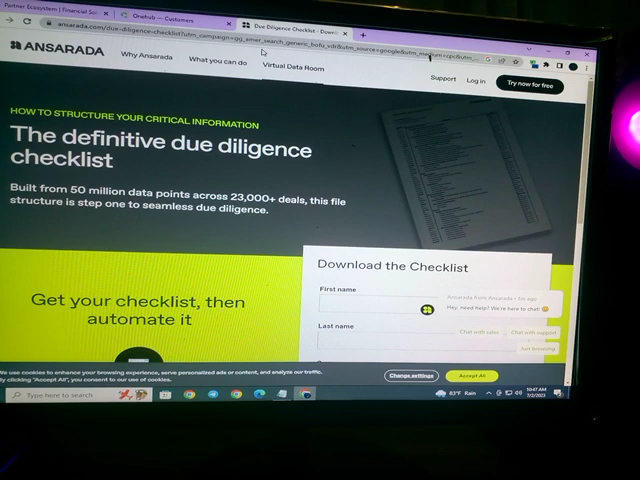 Partner Ecosystem | Financial Ser
Onehub — Customers
Due Diligence Checklist - Down
ansarada.com/due-diligence-checklist?utm_campaign=gg_amer_search_generic_bofu_vdr&utm_source=google&utm_medium=cpc&utm_
ANSARADA
Why Ansarada
What you can do
Virtual Data Room
Support
Log in
Try now for free
HOW TO STRUCTURE YOUR CRITICAL INFORMATION
The definitive due diligence
checklist
Built from 50 million data points across 23,000+ deals, this file
structure is step one to seamless due diligence.
Get your checklist, then
automate it
Download the Checklist
First name
Last name
Ansarada from Ansarada • 1m ago
Hey, need help? We're here to chat!
Chat with sales
Chat with support
Just browsing
We use cookies to enhance your browsing experience, serve personalized ads or content, and analyze our traffic.
By clicking "Accept All", you consent to our use of cookies.
Change settings
Accept All
Type here to search
83°F Rain
10:47 AM
7/2/2023